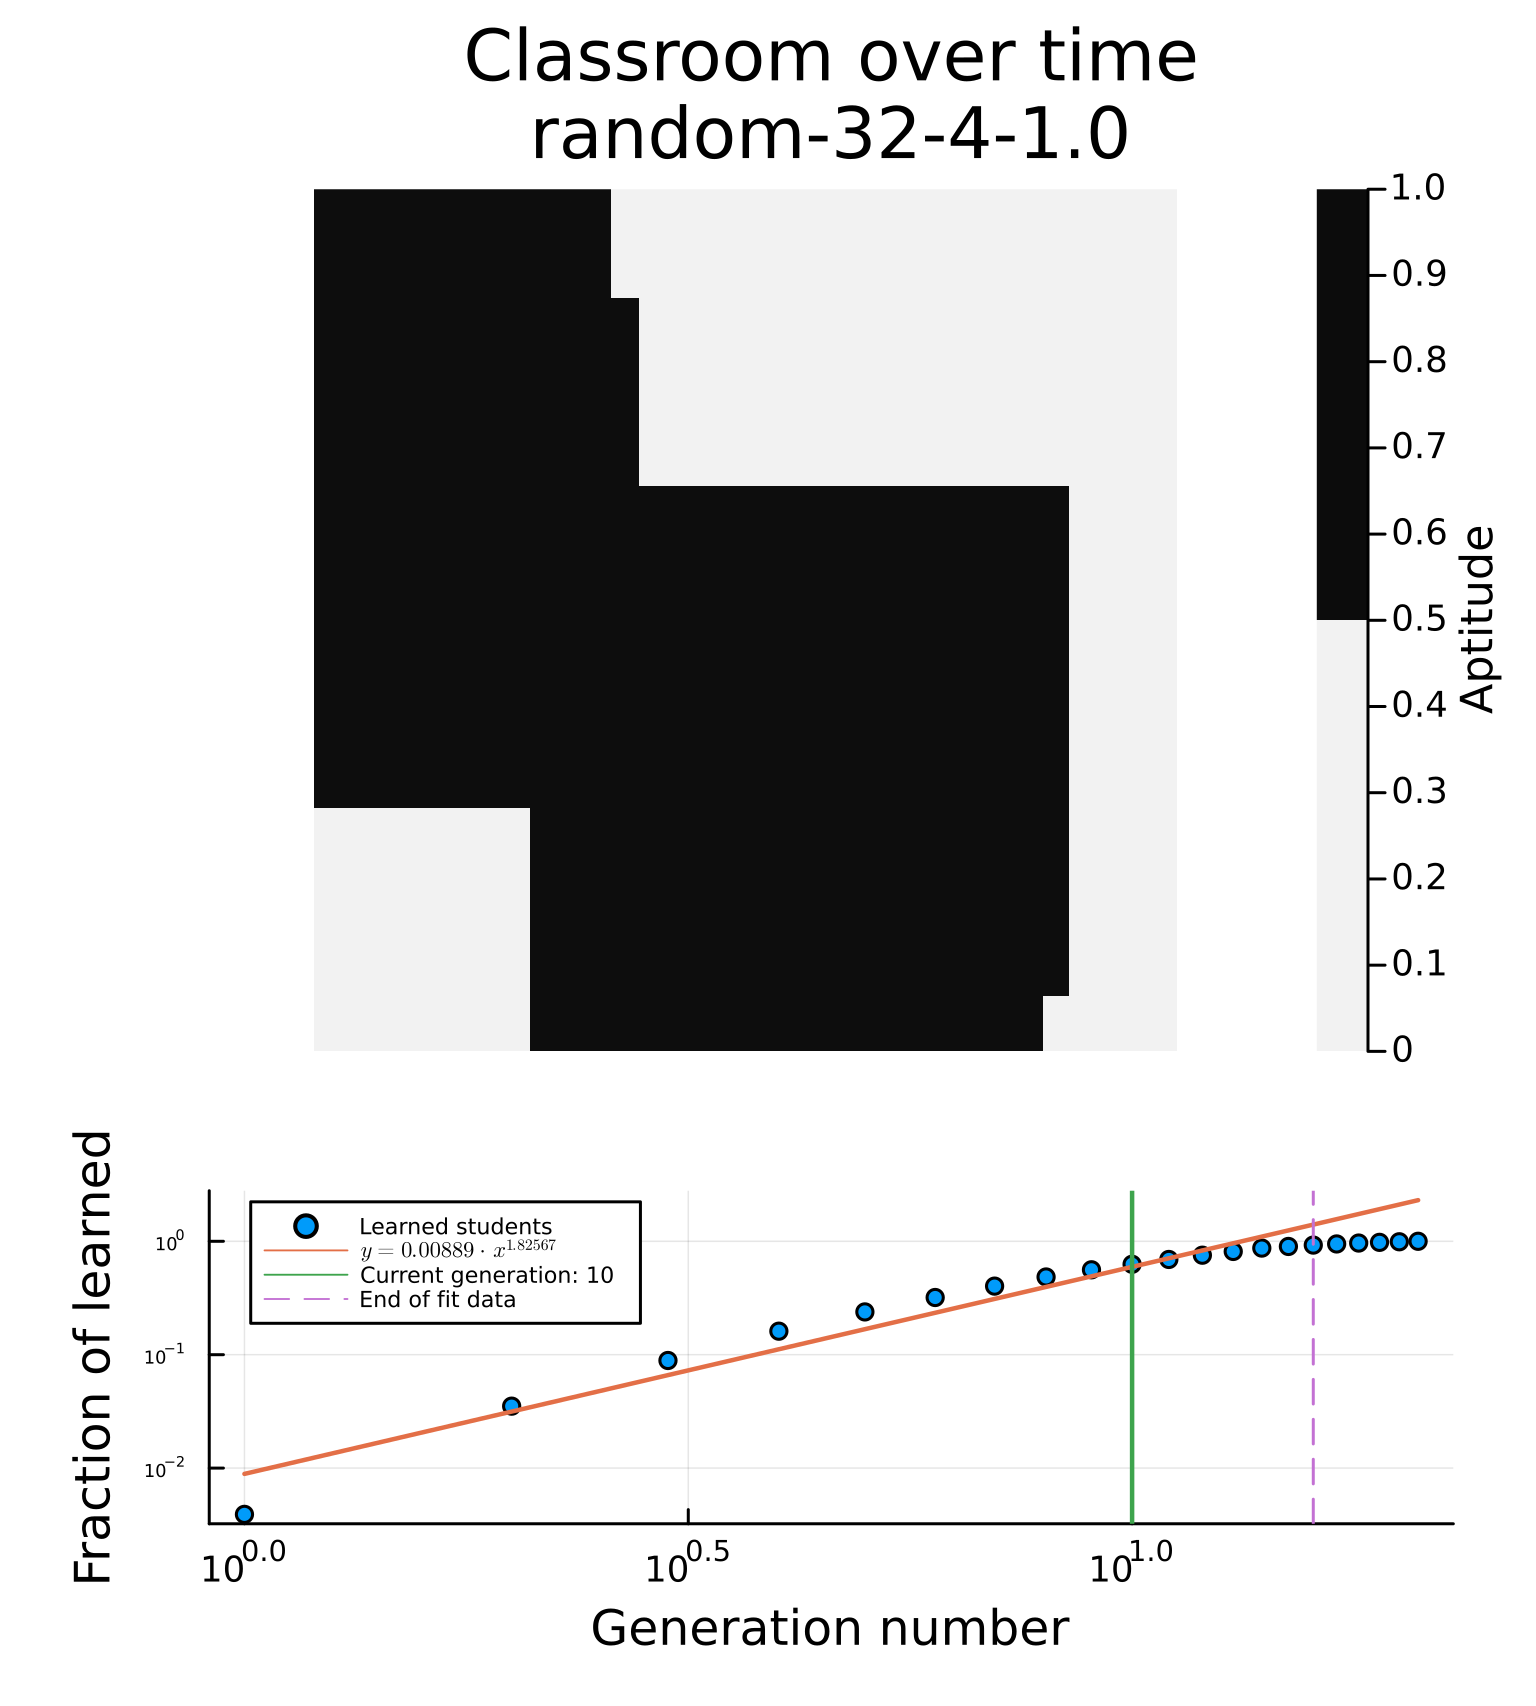 Classroom over time
random-32-4-1.0
1.0
0.9
0.8
0.7
0.6
0.5
0.4
0.3
0.2
0.1
0
Aptitude
Fraction of learned
10⁰
10⁻¹
10⁻²
Learned students
y = 0.00889 · x^1.82567
Current generation: 10
End of fit data
10^0.0 10^0.5 10^1.0
Generation number